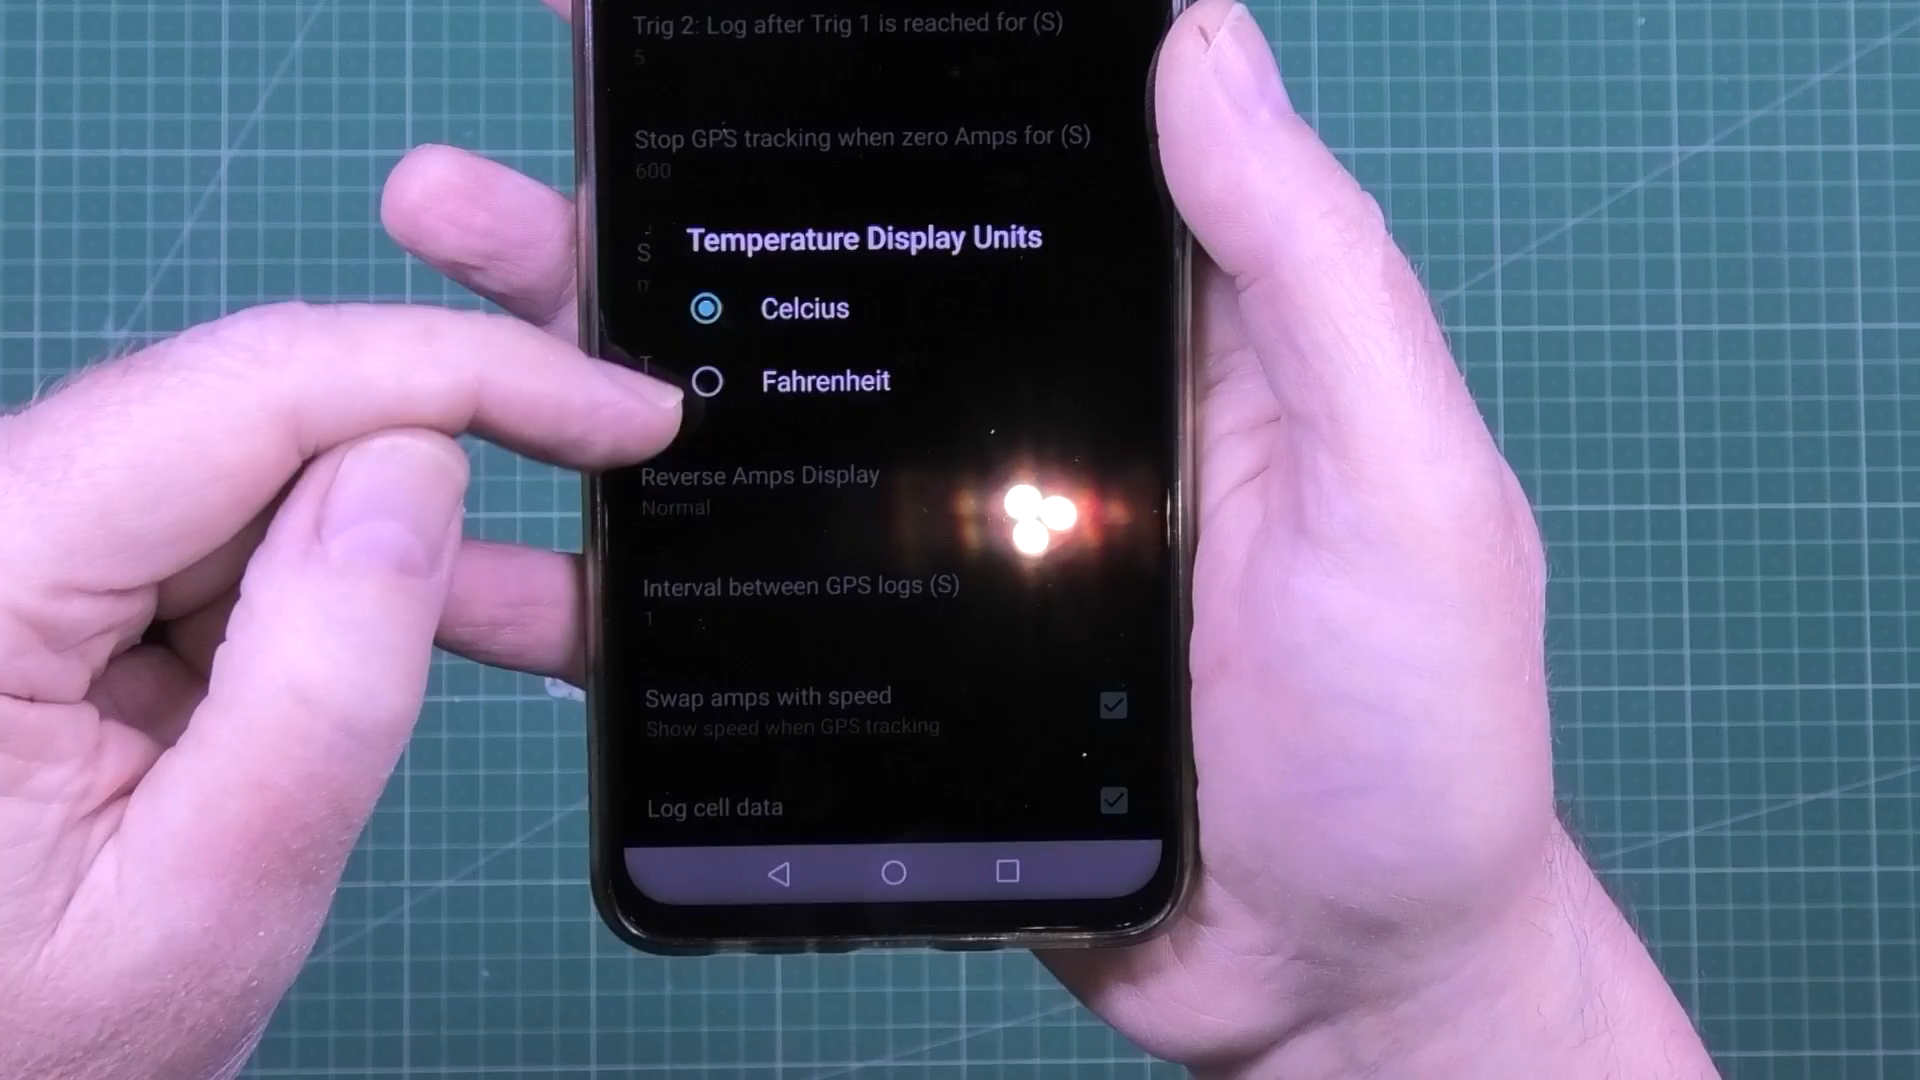 Trig 2: Log after Trig 1 is reached for (S)
5
Stop GPS tracking when zero Amps for (S)
600
Temperature Display Units
S
Celcius
T
Fahrenheit
Reverse Amps Display
Normal
Interval between GPS logs (S)
1
Swap amps with speed
Show speed when GPS tracking
Log cell data